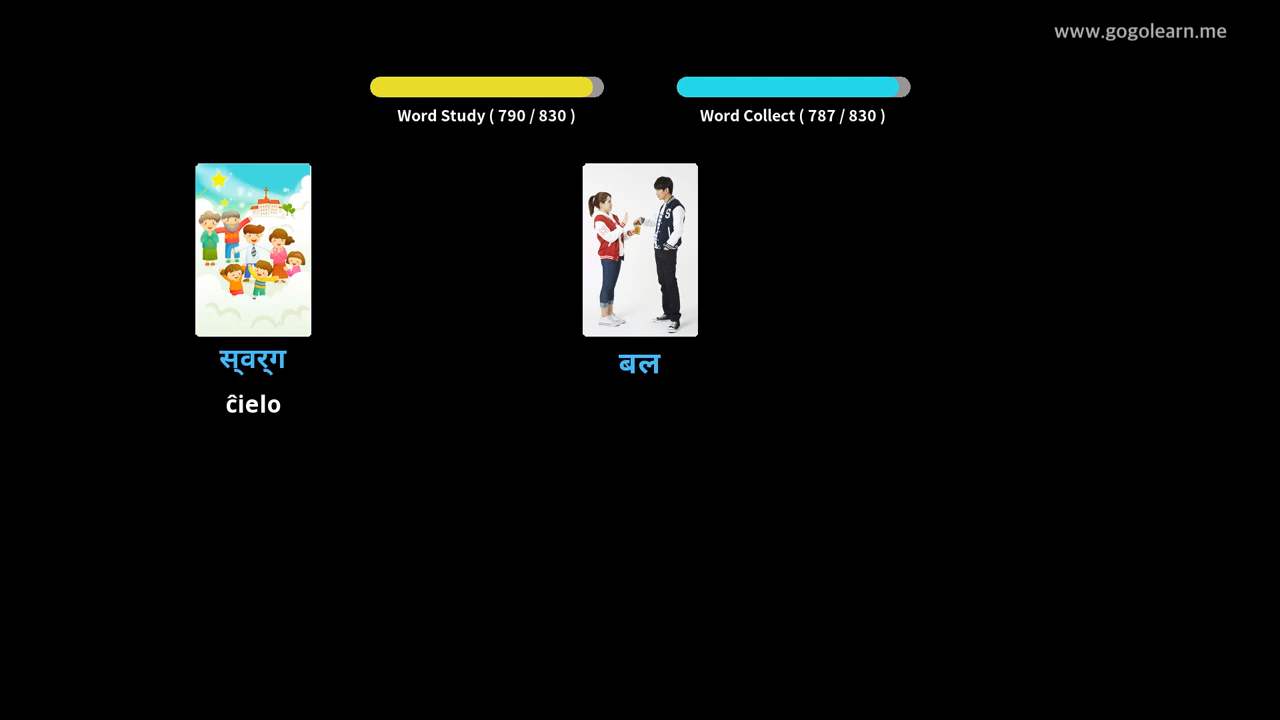 www.gogolearn.me
Word Study ( 790 / 830 )
Word Collect ( 787 / 830 )
स्वर्ग
ĉielo
बल